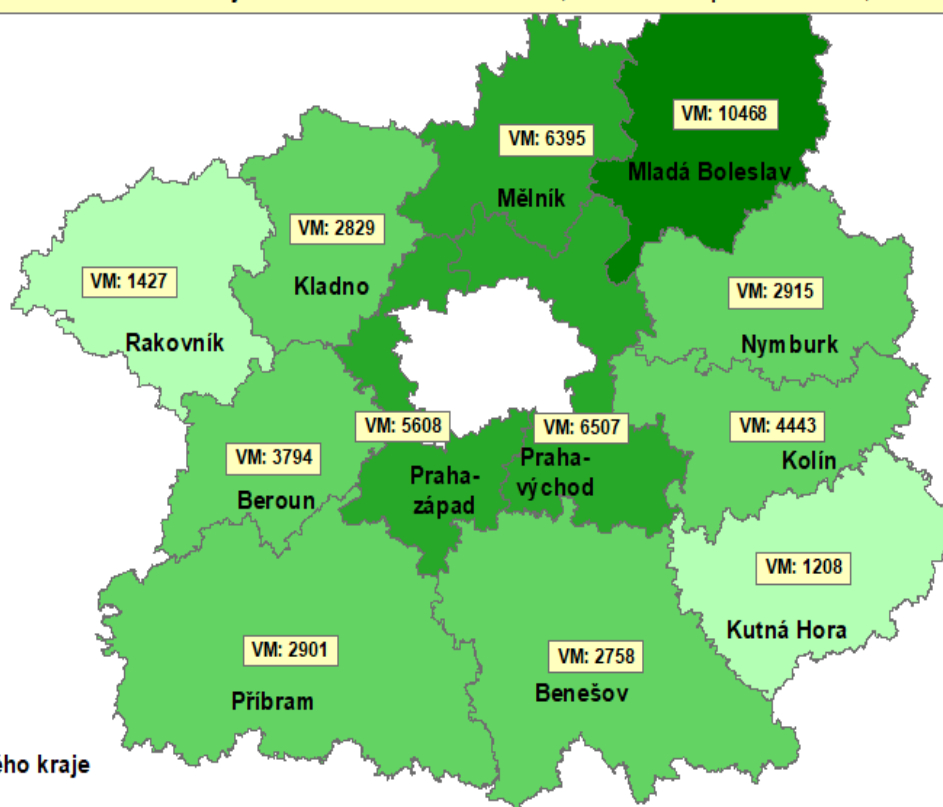 VM: 10468
Mladá Boleslav
VM: 6395
Mělník
VM: 2829
Kladno
VM: 1427
Rakovník
VM: 2915
Nymburk
VM: 5608
Praha-
západ
VM: 6507
Praha-
východ
VM: 4443
Kolín
VM: 3794
Beroun
VM: 1208
Kutná Hora
VM: 2901
Příbram
VM: 2758
Benešov
kraje